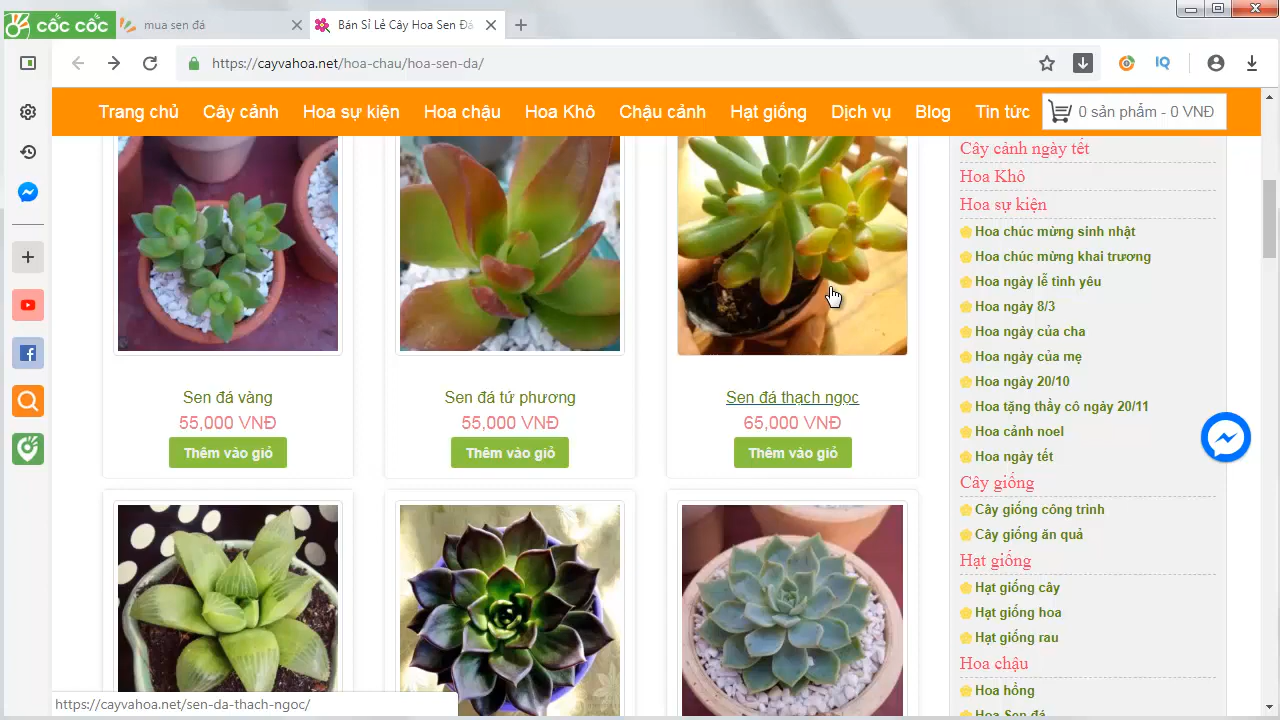 cốc cốc
mua sen đá
Bán Sỉ Lẻ Cây Hoa Sen Đá
https://cayvahoa.net/hoa-chau/hoa-sen-da/
IQ
Trang chủ Cây cảnh Hoa sự kiện Hoa chậu Hoa Khô Chậu cảnh Hạt giống Dịch vụ Blog Tin tức
0 sản phẩm - 0 VNĐ
Sen đá vàng
55,000 VNĐ
Thêm vào giỏ
Sen đá tứ phương
55,000 VNĐ
Thêm vào giỏ
Sen đá thạch ngọc
65,000 VNĐ
Thêm vào giỏ
Cây cảnh ngày tết
Hoa Khô
Hoa sự kiện
Hoa chúc mừng sinh nhật
Hoa chúc mừng khai trương
Hoa ngày lễ tình yêu
Hoa ngày 8/3
Hoa ngày của cha
Hoa ngày của mẹ
Hoa ngày 20/10
Hoa tặng thầy cô ngày 20/11
Hoa cảnh noel
Hoa ngày tết
Cây giống
Cây giống công trình
Cây giống ăn quả
Hạt giống
Hạt giống cây
Hạt giống hoa
Hạt giống rau
Hoa chậu
Hoa hồng
Hoa Sen đá
https://cayvahoa.net/sen-da-thach-ngoc/